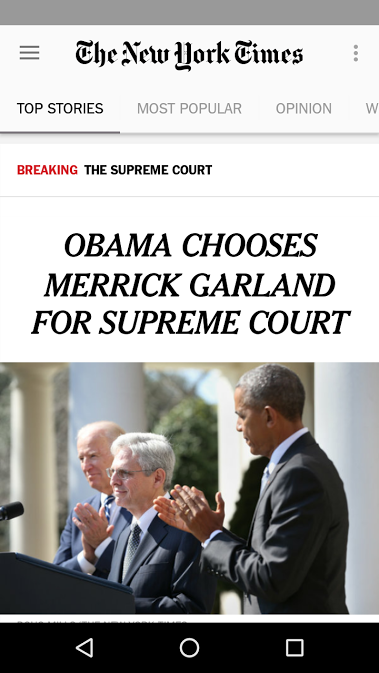 The New York Times
TOP STORIES MOST POPULAR OPINION W
BREAKING THE SUPREME COURT
OBAMA CHOOSES
MERRICK GARLAND
FOR SUPREME COURT